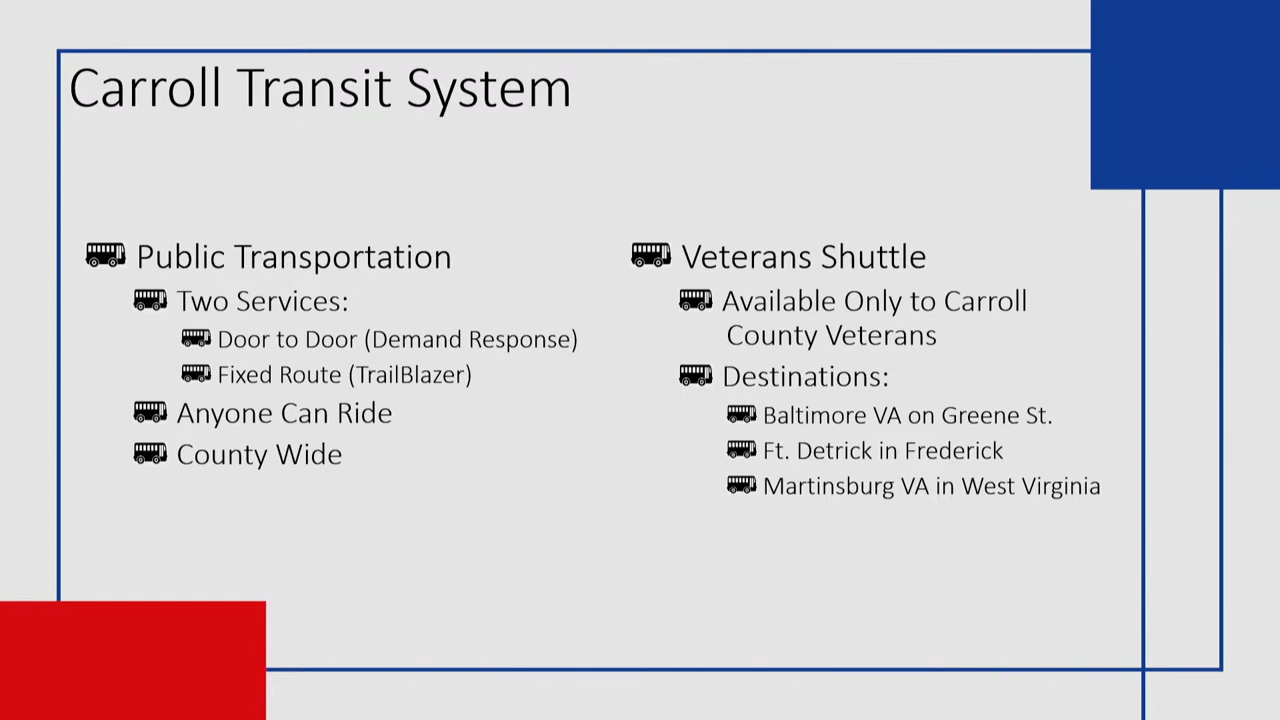 Carroll Transit System
Public Transportation
Two Services:
Door to Door (Demand Response)
Fixed Route (TrailBlazer)
Anyone Can Ride
County Wide
Veterans Shuttle
Available Only to Carroll
County Veterans
Destinations:
Baltimore VA on Greene St.
Ft. Detrick in Frederick
Martinsburg VA in West Virginia